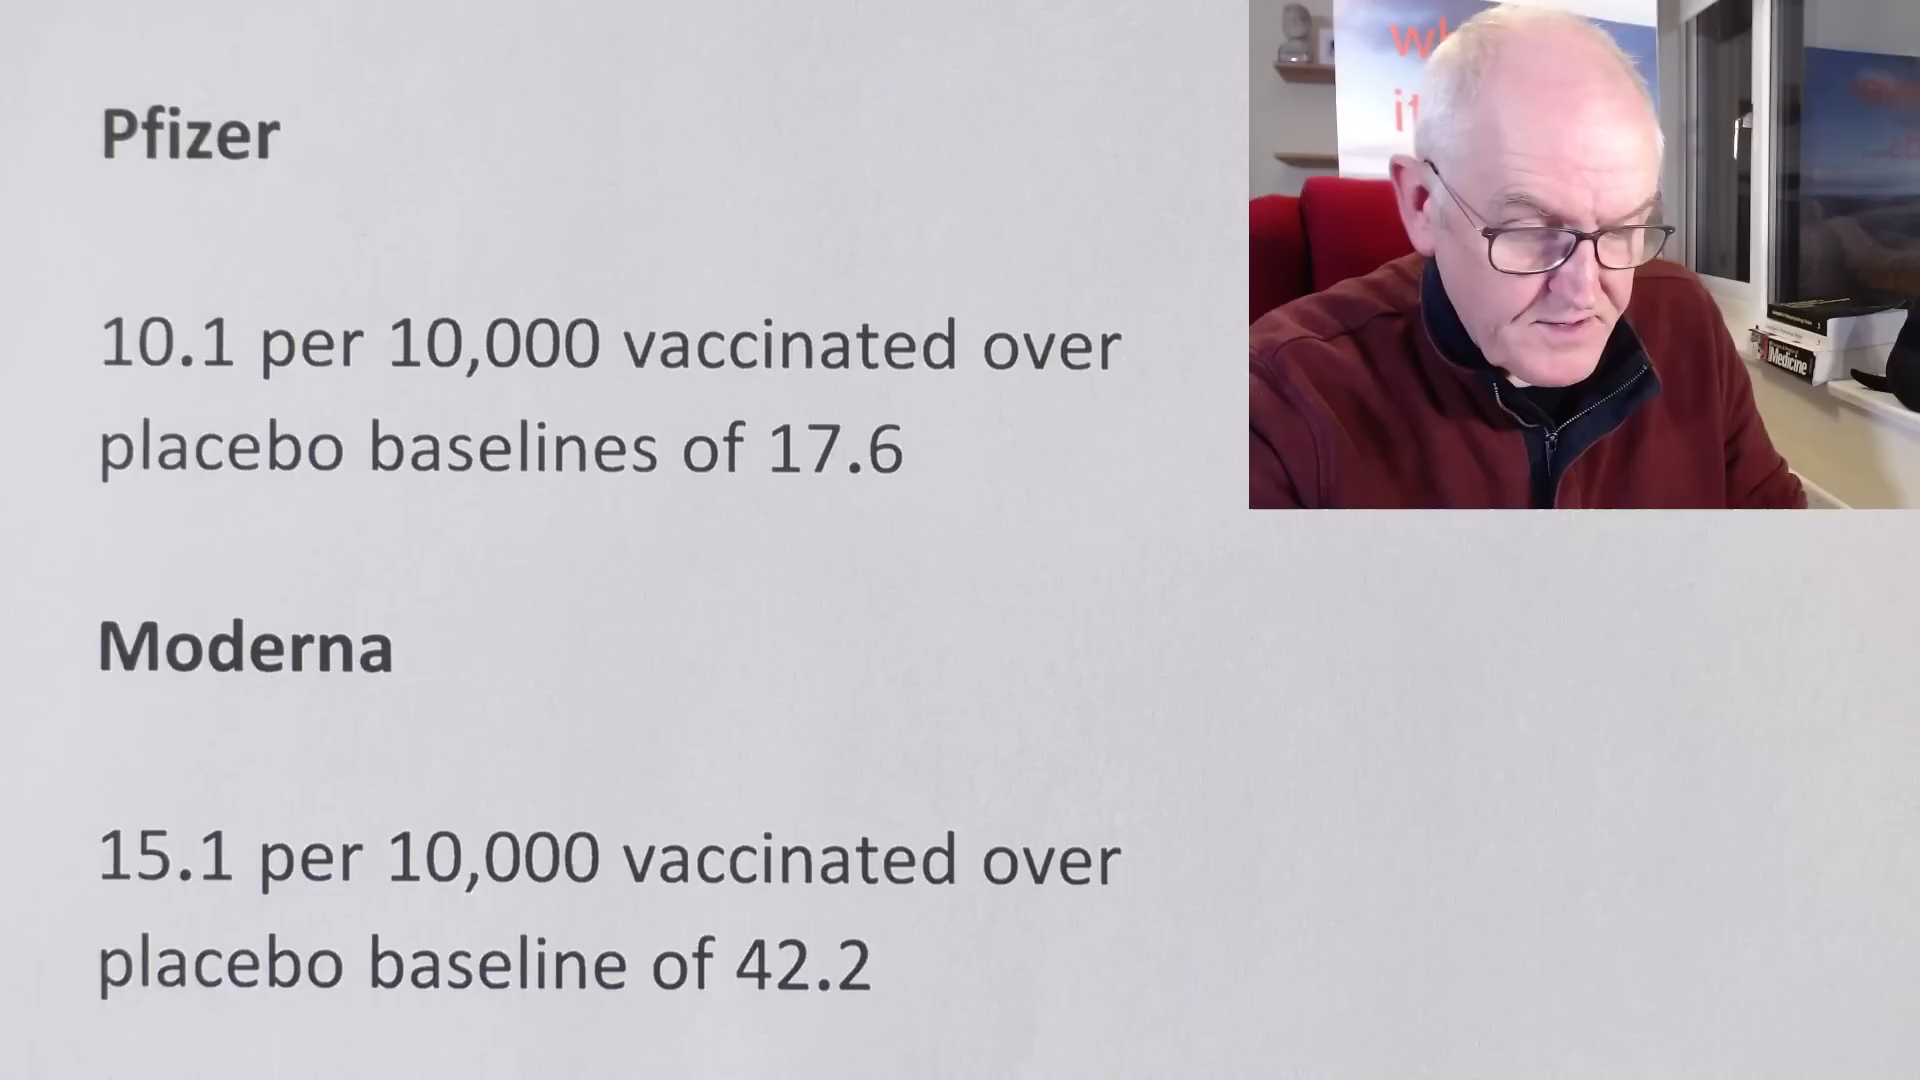 Pfizer
10.1 per 10,000 vaccinated over
placebo baselines of 17.6
Moderna
15.1 per 10,000 vaccinated over
placebo baseline of 42.2
Medicine